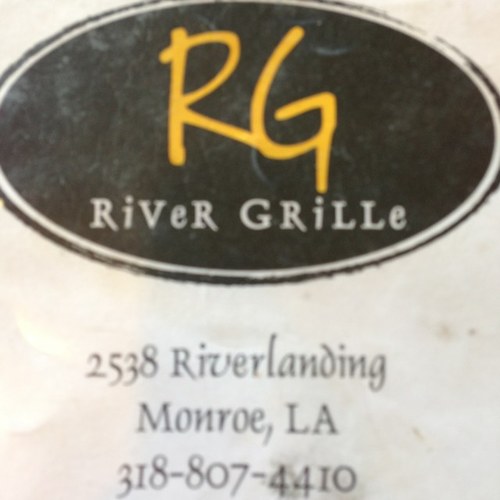 RG
RiVeR GRiLLe
2538 Riverlanding
Monroe, LA
318-807-4410